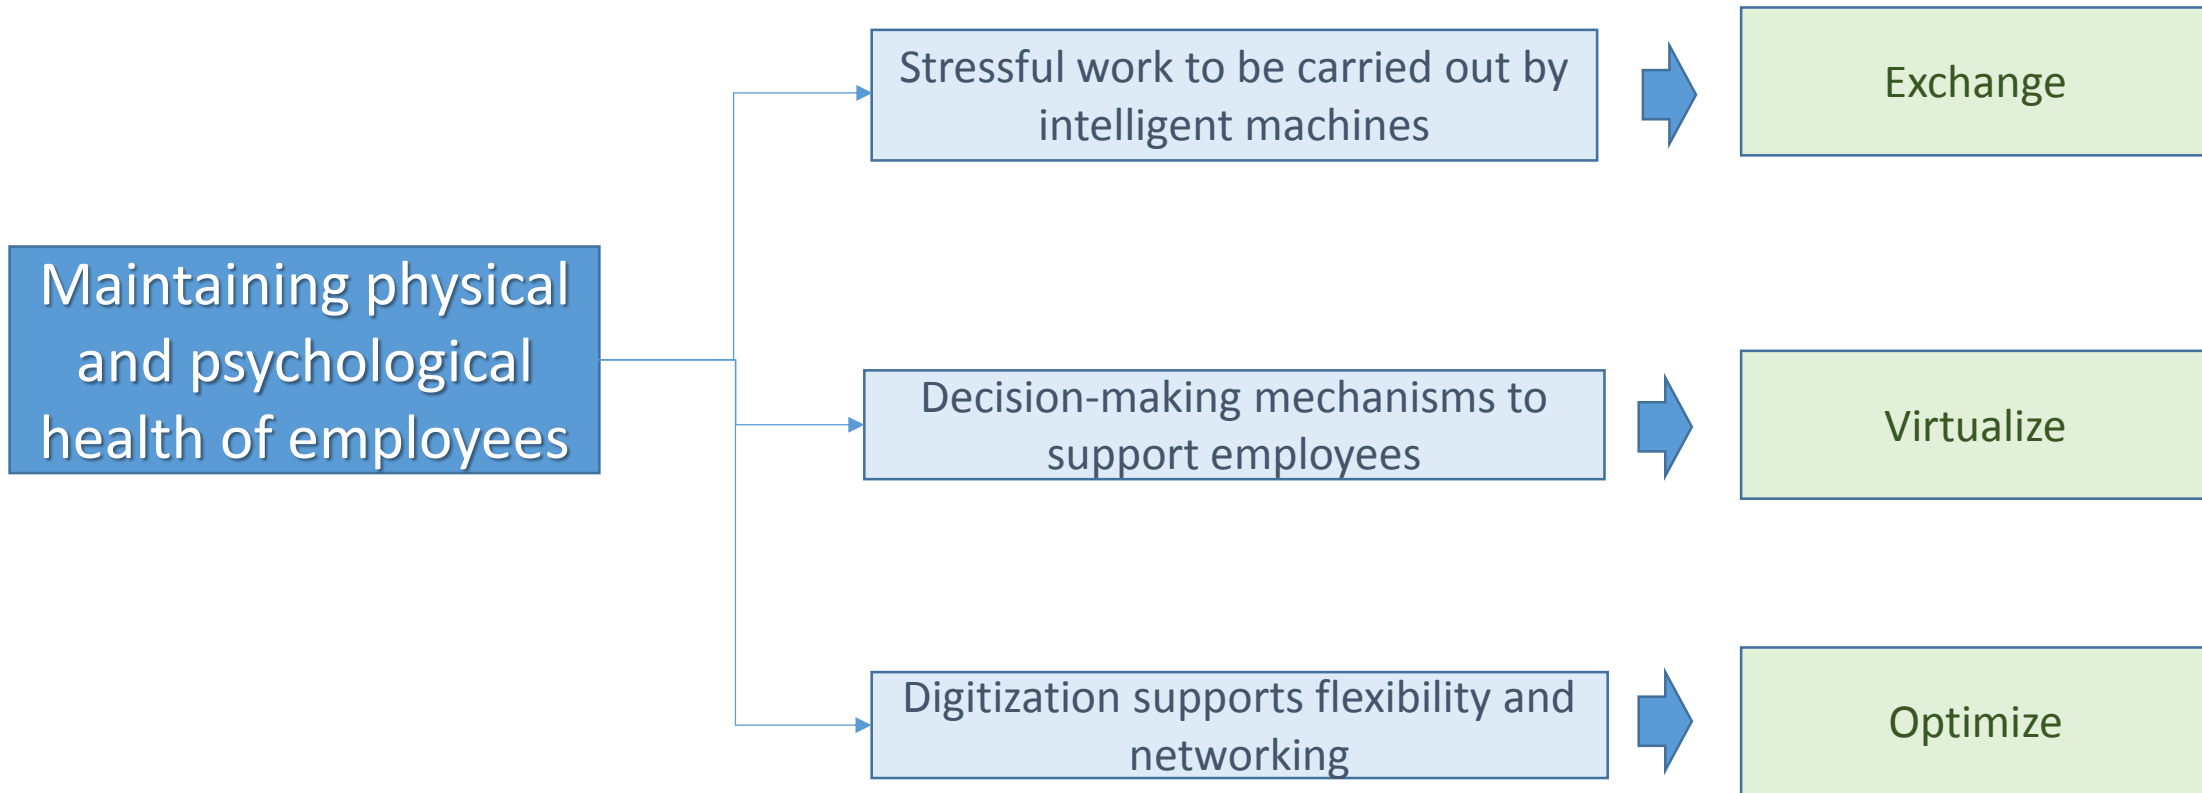 Maintaining physical
and psychological
health of employees
Stressful work to be carried out by
intelligent machines
Exchange
Decision-making mechanisms to
support employees
Virtualize
Digitization supports flexibility and
networking
Optimize